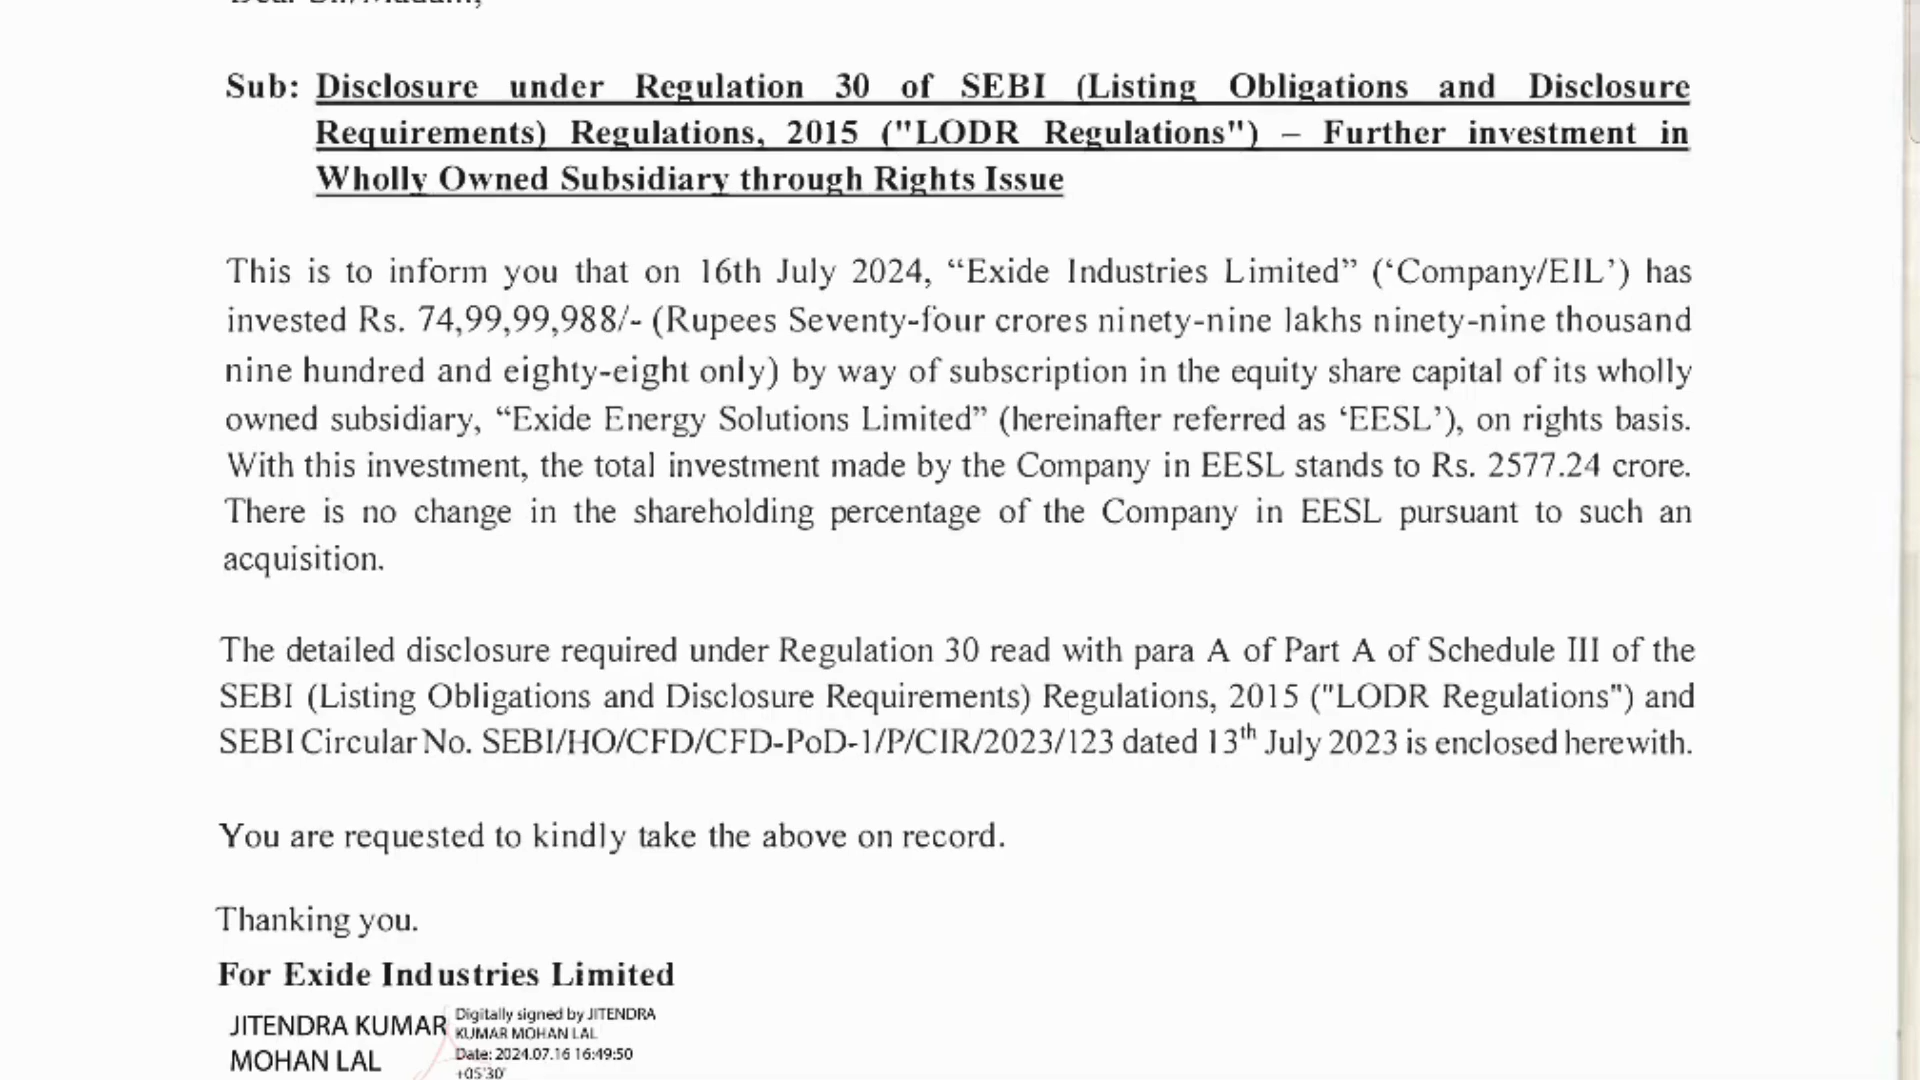 Sub: Disclosure under Regulation 30 of SEBI (Listing Obligations and Disclosure
Requirements) Regulations, 2015 ("LODR Regulations") – Further investment in
Wholly Owned Subsidiary through Rights Issue
This is to inform you that on 16th July 2024, “Exide Industries Limited” (‘Company/EIL’) has
invested Rs. 74,99,99,988/- (Rupees Seventy-four crores ninety-nine lakhs ninety-nine thousand
nine hundred and eighty-eight only) by way of subscription in the equity share capital of its wholly
owned subsidiary, “Exide Energy Solutions Limited” (hereinafter referred as ‘EESL’), on rights basis.
With this investment, the total investment made by the Company in EESL stands to Rs. 2577.24 crore.
There is no change in the shareholding percentage of the Company in EESL pursuant to such an
acquisition.
The detailed disclosure required under Regulation 30 read with para A of Part A of Schedule III of the
SEBI (Listing Obligations and Disclosure Requirements) Regulations, 2015 ("LODR Regulations") and
SEBI Circular No. SEBI/HO/CFD/CFD-PoD-1/P/CIR/2023/123 dated 13th July 2023 is enclosed herewith.
You are requested to kindly take the above on record.
Thanking you.
For Exide Industries Limited
JITENDRA KUMAR
MOHAN LAL
Digitally signed by JITENDRA
KUMAR MOHAN LAL
Date: 2024.07.16 16:49:50
+05'30'